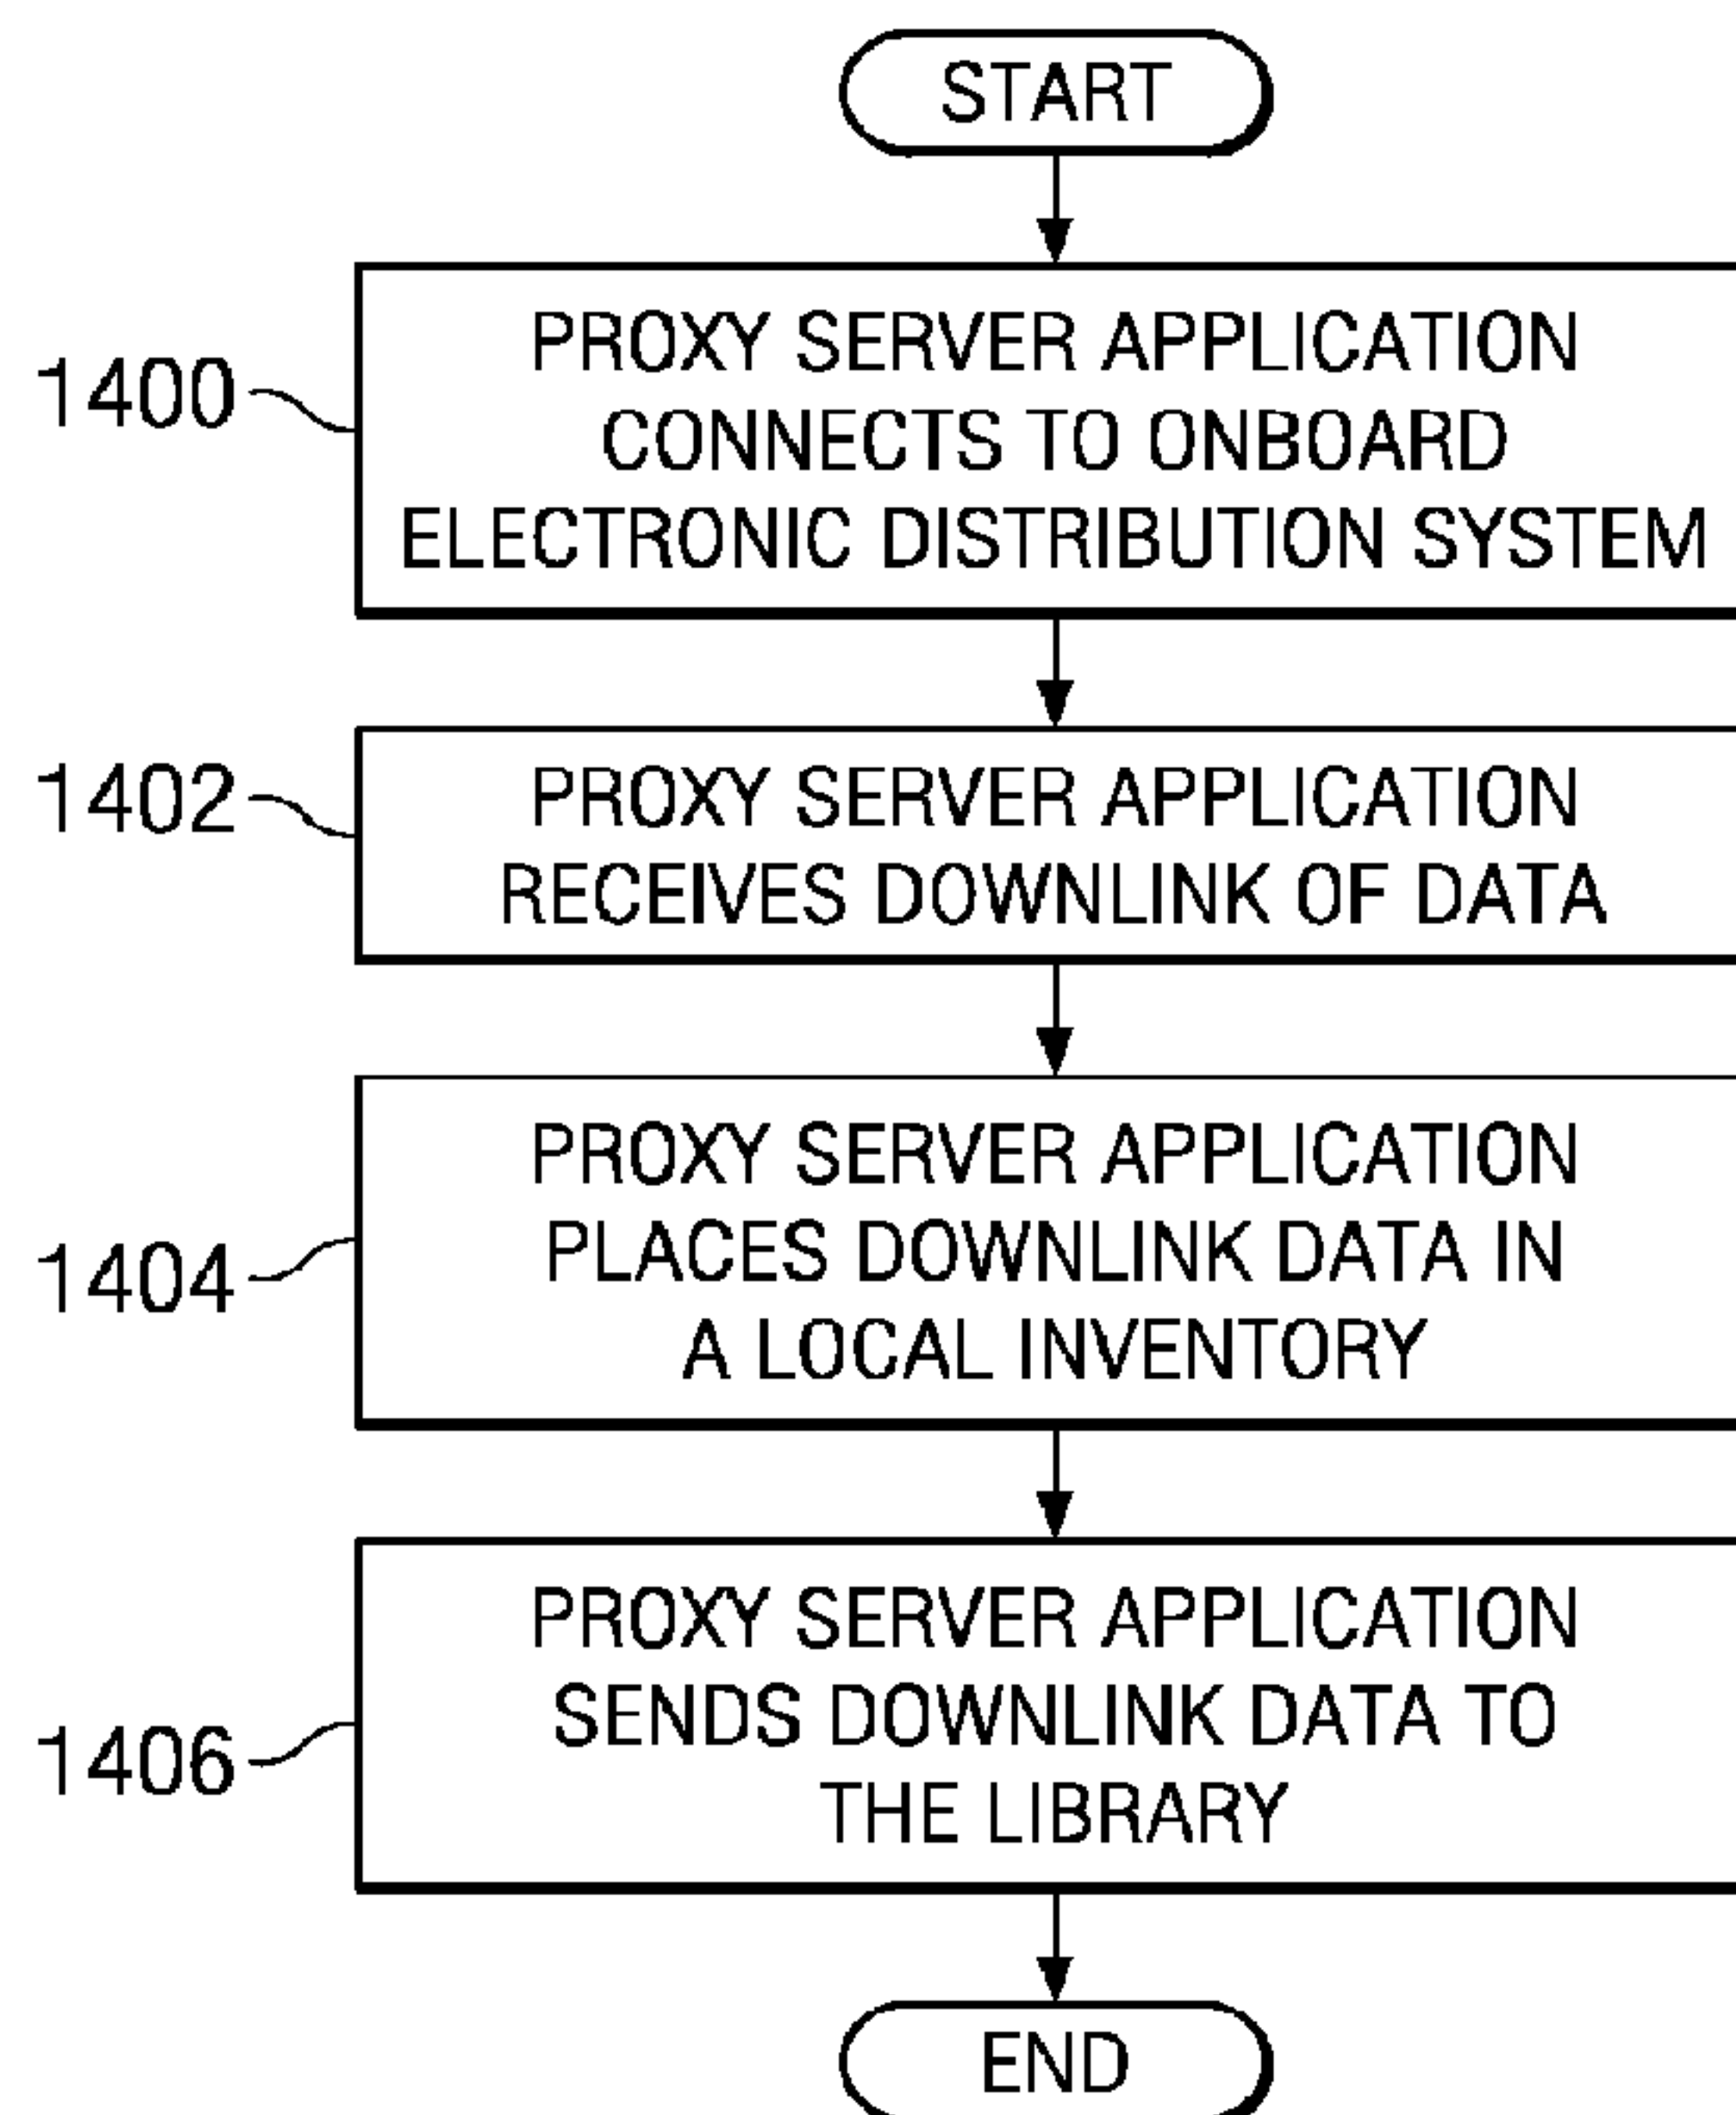 START
1400
PROXY SERVER APPLICATION
CONNECTS TO ONBOARD
ELECTRONIC DISTRIBUTION SYSTEM
1402
PROXY SERVER APPLICATION
RECEIVES DOWNLINK OF DATA
1404
PROXY SERVER APPLICATION
PLACES DOWNLINK DATA IN
A LOCAL INVENTORY
1406
PROXY SERVER APPLICATION
SENDS DOWNLINK DATA TO
THE LIBRARY
END